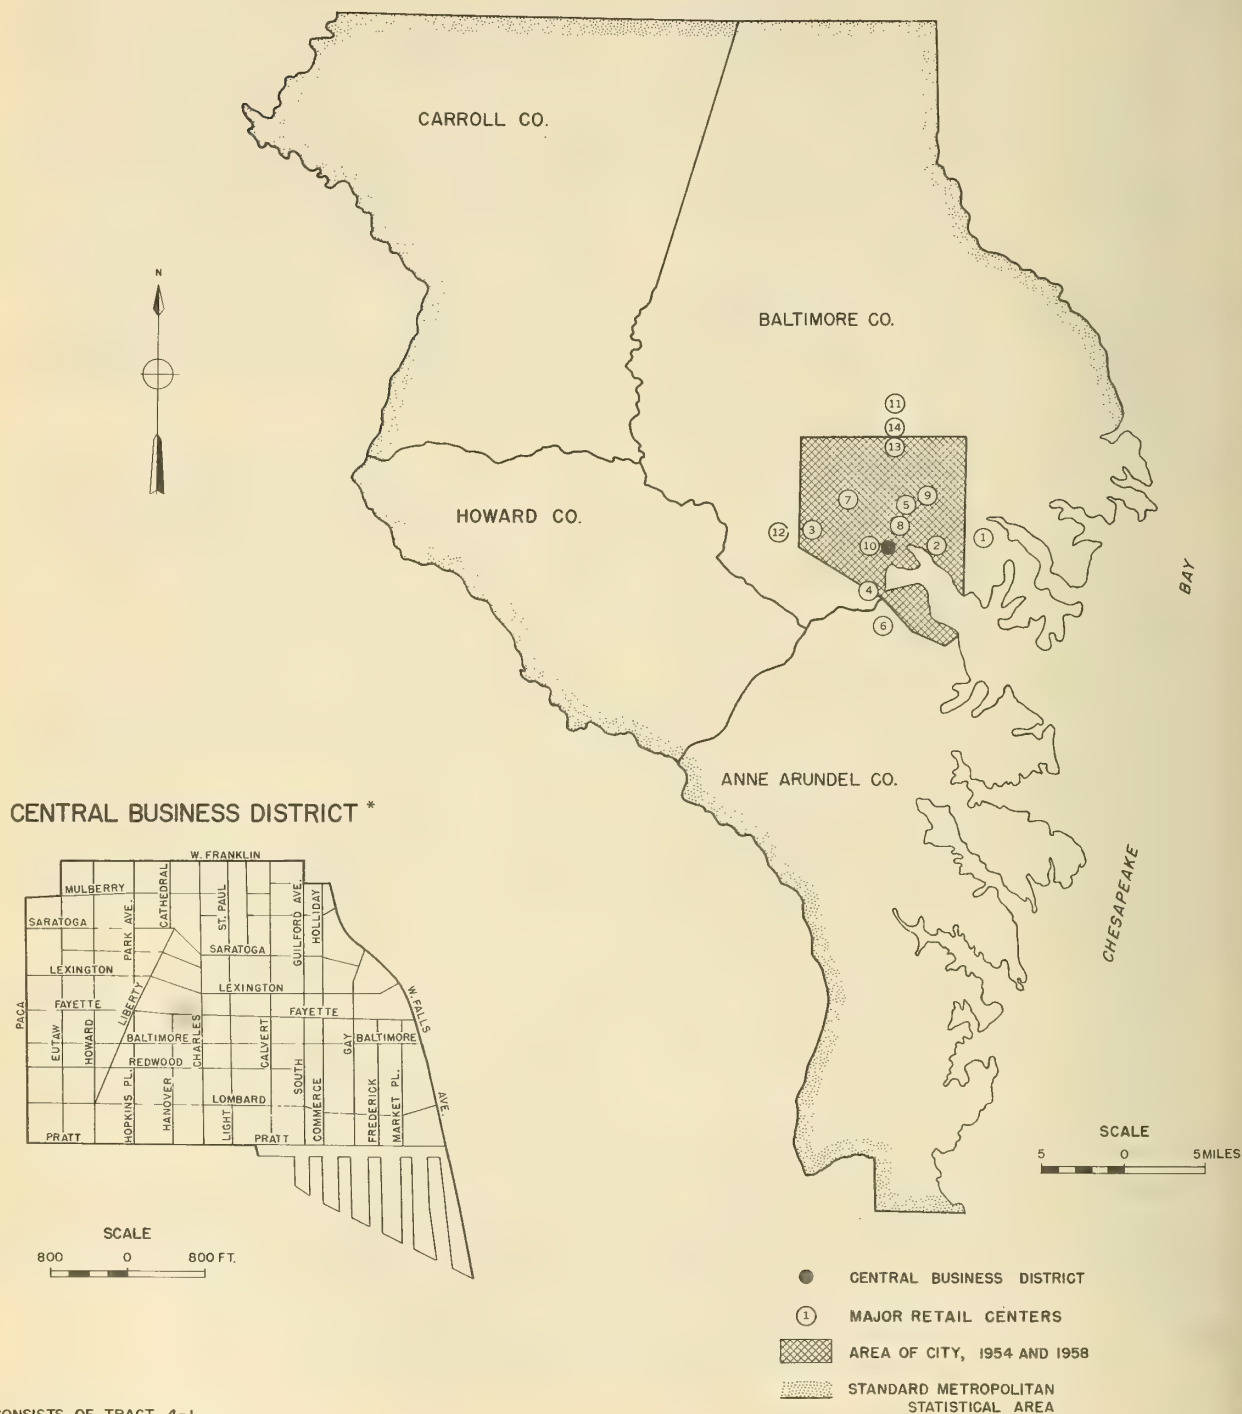 CARROLL CO.
N
BALTIMORE CO.
11
14
13
7
9
5
HOWARD CO.
8
12
3
10
2
1
BAY
4
6
ANNE ARUNDEL CO.
CHESAPEAKE
CENTRAL BUSINESS DISTRICT *
W. FRANKLIN
MULBERRY
CATHEDRAL
ST. PAUL
GUILFORD AVE.
HOLLIDAY
PARK AVE.
SARATOGA
SARATOGA
LEXINGTON
LEXINGTON
LIBERTY
PACA
FAYETTE
FAYETTE
W. FALLS
AVE.
EUTAW
HOWARD
BALTIMORE
CHARLES
CALVERT
GAY
BALTIMORE
REDWOOD
SOUTH
HOPKINS PL.
HANOVER
LOMBARD
LIGHT
COMMERCE
FREDERICK
MARKET PL.
PRATT
PRATT
SCALE
5 0 5 MILES
SCALE
800 0 800 FT.
CENTRAL BUSINESS DISTRICT
1 MAJOR RETAIL CENTERS
AREA OF CITY, 1954 AND 1958
STANDARD METROPOLITAN
STATISTICAL AREA
CONSISTS OF TRACT 4-1